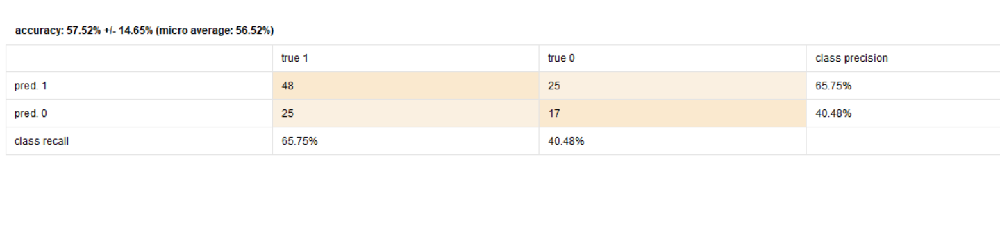 accuracy: 57.52% +/- 14.65% (micro average: 56.52%)
true 1 true 0 class precision
pred. 1 48 25 65.75%
pred. 0 25 17 40.48%
class recall 65.75% 40.48%